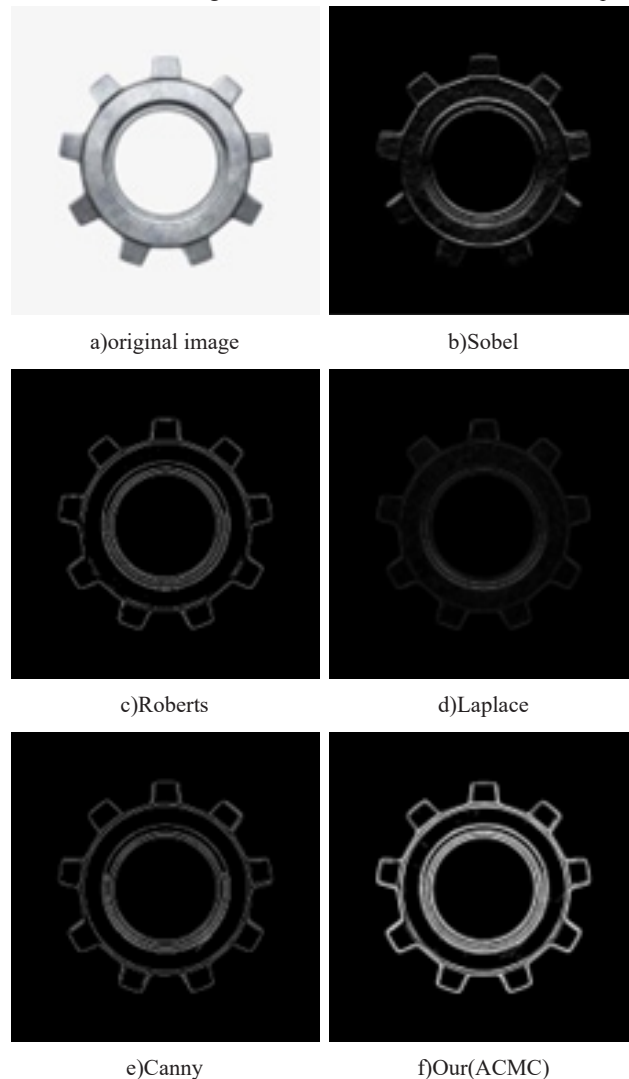 a)original image
b)Sobel
c)Roberts
d)Laplace
e)Canny
f)Our(ACMC)